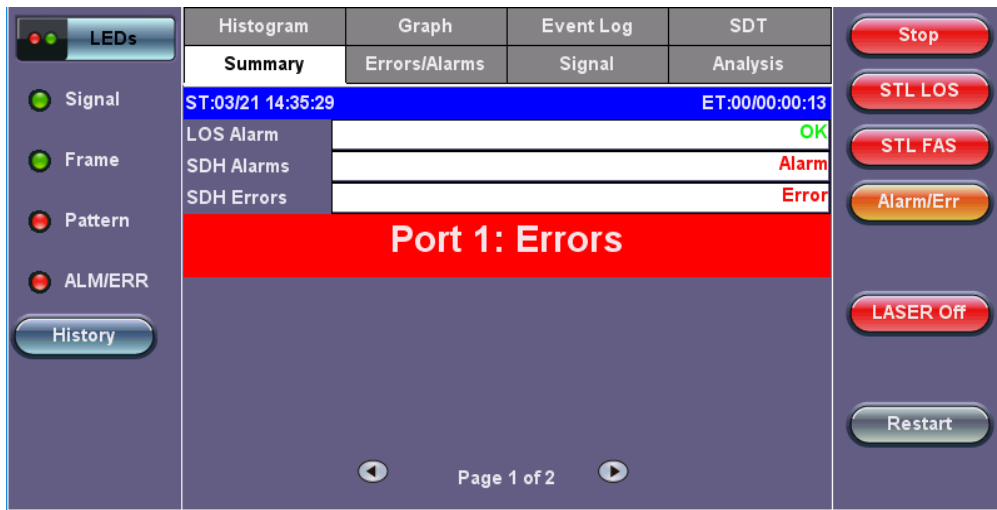 LEDs
Signal
Frame
Pattern
ALM/ERR
History
Histogram Graph Event Log SDT
Summary Errors/Alarms Signal Analysis
ST:03/21 14:35:29 ET:00/00:00:13
LOS Alarm OK
SDH Alarms Alarm
SDH Errors Error
Port 1: Errors
Page 1 of 2
Stop
STL LOS
STL FAS
Alarm/Err
LASER Off
Restart